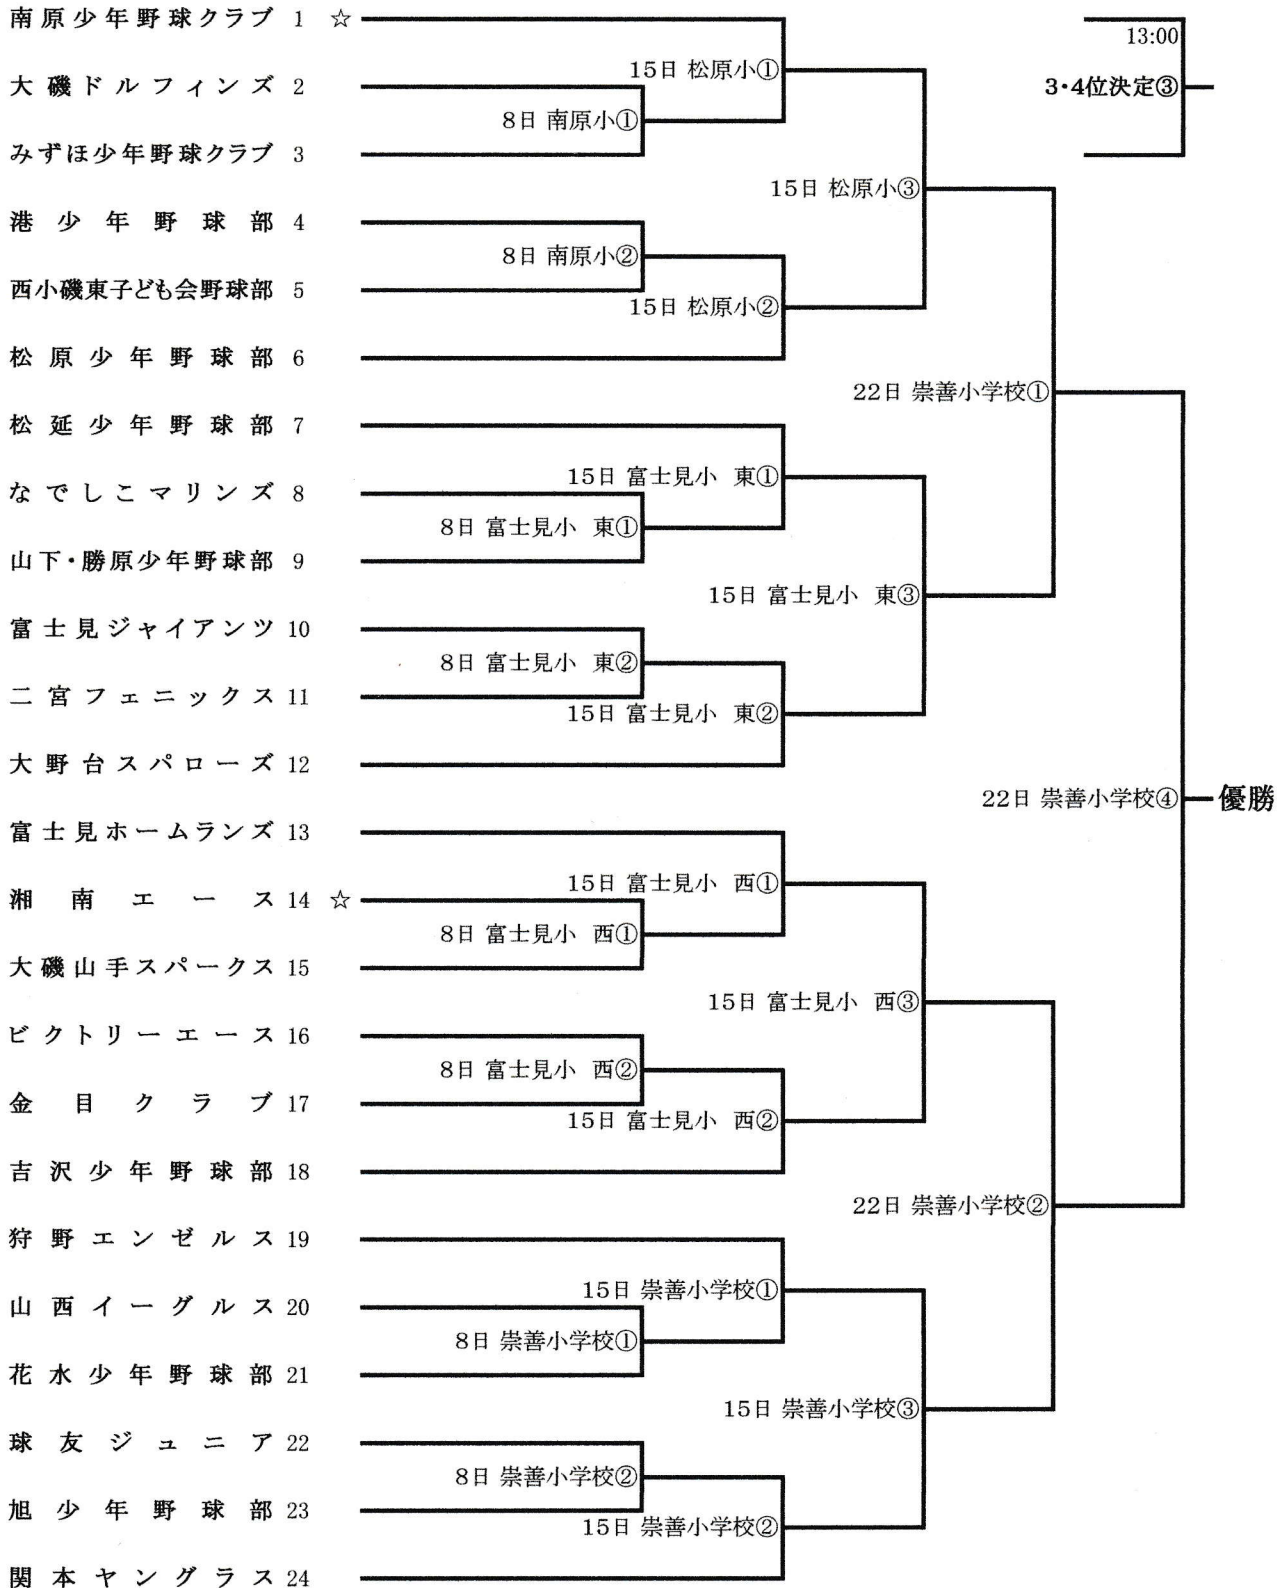 南原少年野球クラブ 1 ☆
13:00
15日 松原小①
大磯ドルフィンズ 2
3・4位決定③
8日 南原小①
みずほ少年野球クラブ 3
15日 松原小③
港少年野球部 4
8日 南原小②
西小磯東子ども会野球部 5
15日 松原小②
松原少年野球部 6
22日 崇善小学校①
松延少年野球部 7
15日 富士見小 東①
なでしこマリンズ 8
8日 富士見小 東①
山下・勝原少年野球部 9
15日 富士見小 東③
富士見ジャイアンツ 10
8日 富士見小 東②
二宮フェニックス 11
15日 富士見小 東②
大野台スパローズ 12
22日 崇善小学校④ 優勝
富士見ホームランズ 13
15日 富士見小 西①
湘南エース 14 ☆
8日 富士見小 西①
大磯山手スパークス 15
15日 富士見小 西③
ビクトリーエース 16
8日 富士見小 西②
金目クラブ 17
15日 富士見小 西②
吉沢少年野球部 18
22日 崇善小学校②
狩野エンゼルス 19
15日 崇善小学校①
山西イーグルス 20
8日 崇善小学校①
花水少年野球部 21
15日 崇善小学校③
球友ジュニア 22
8日 崇善小学校②
旭少年野球部 23
15日 崇善小学校②
関本ヤングラス 24